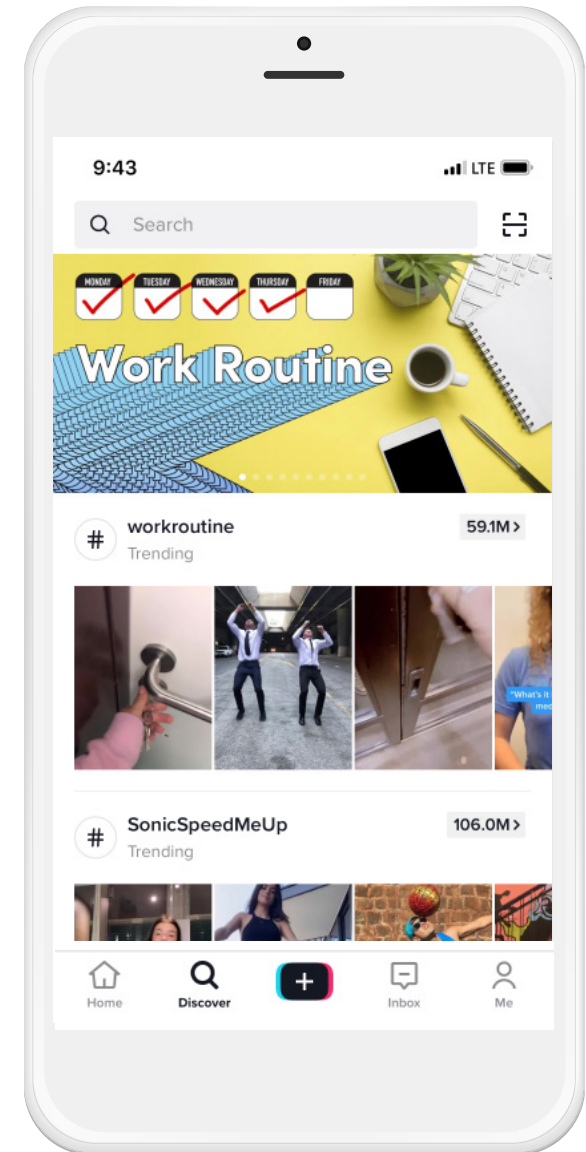 9:43
LTE
Search
MONDAY TUESDAY WEDNESDAY THURSDAY FRIDAY
Work Routine
# workroutine 59.1M >
Trending
"What's it
# SonicSpeedMeUp 106.0M >
Trending
Home Discover + Inbox Me